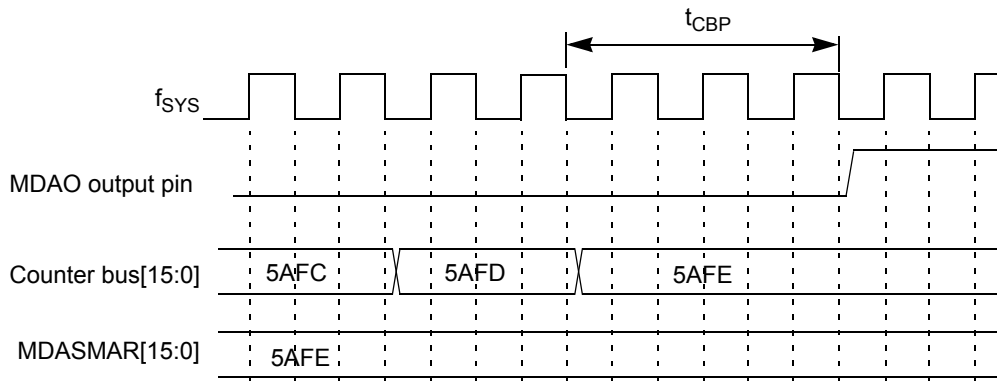 tCBP
fSYS
MDAO output pin
Counter bus[15:0] 5AFC 5AFD 5AFE
MDASMAR[15:0] 5AFE